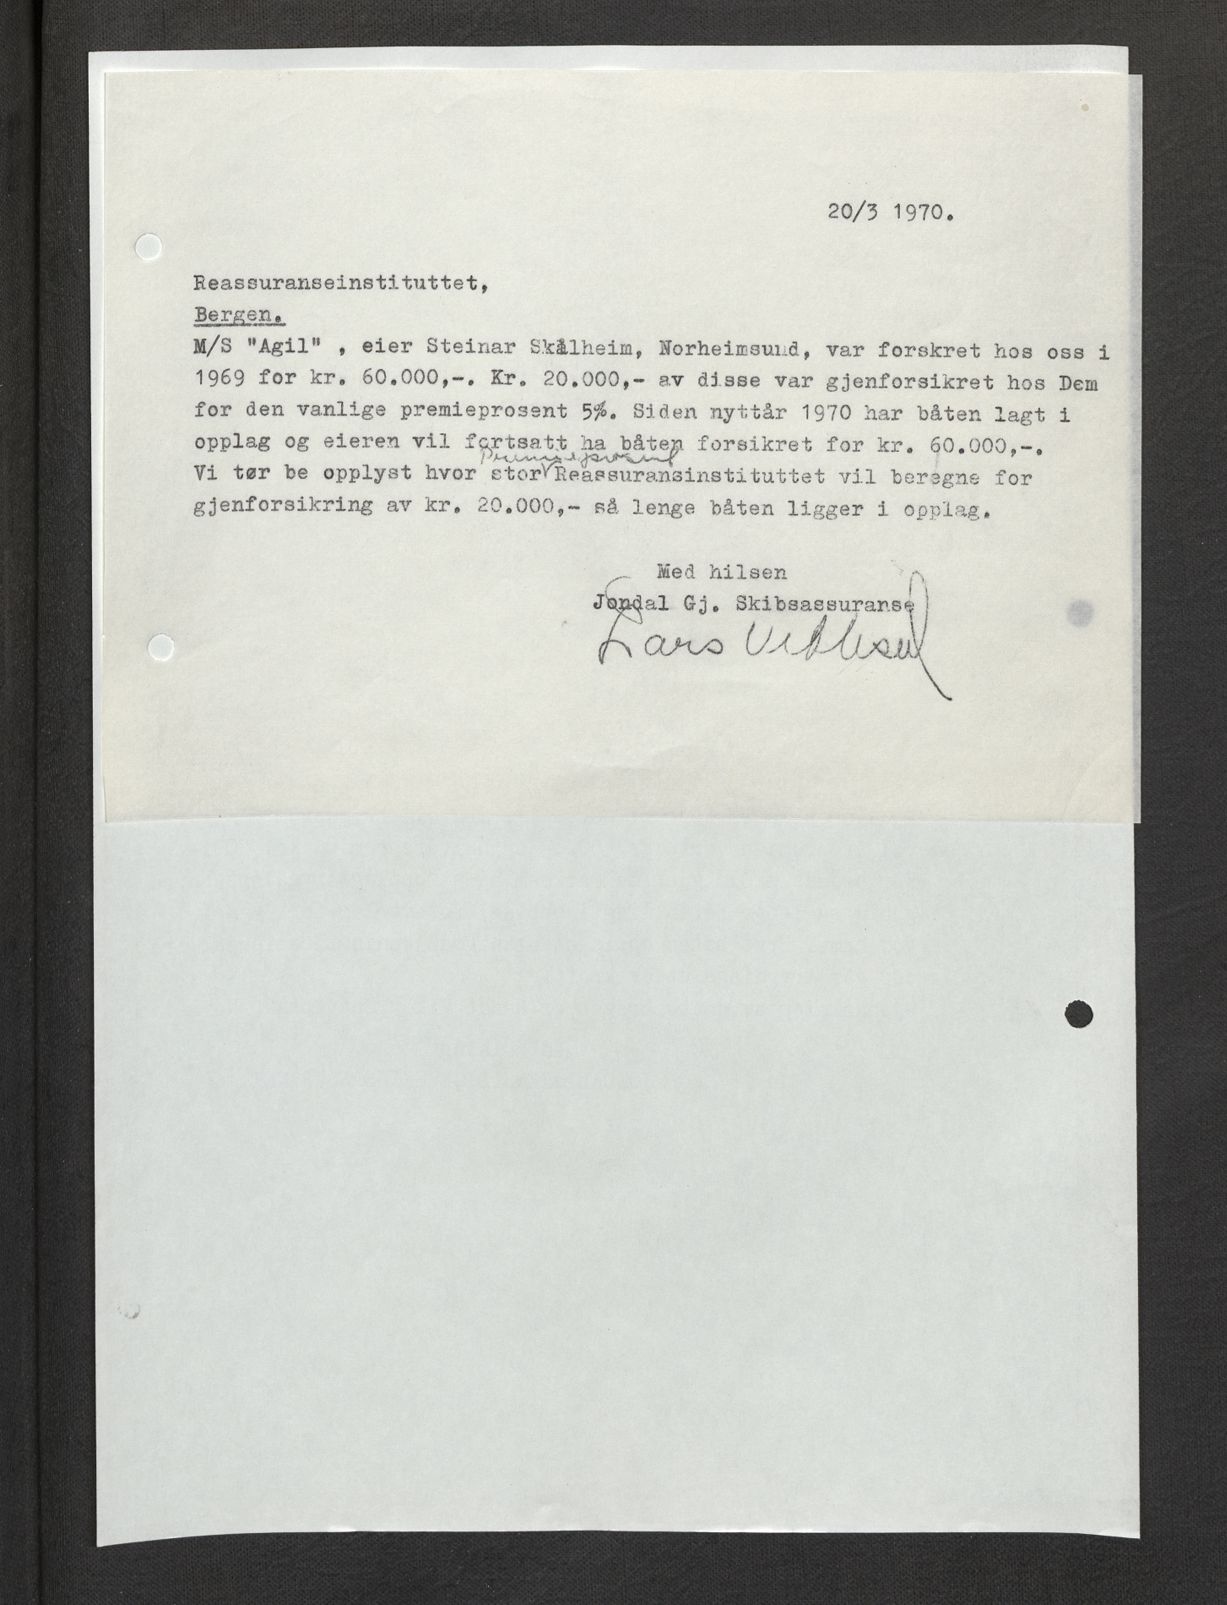 20/3 1970.
Reassuranseinstituttet,
Bergen.
M/S "Agil" , eier Steinar Skålheim, Norheimsund, var forskret hos oss i
1969 for kr. 60.000,-. Kr. 20.000,- av disse var gjenforsikret hos Dem
for den vanlige premieprosent 5%. Siden nyttår 1970 har båten lagt i
opplag og eieren vil fortsatt ha båten forsikret for kr. 60.000,-.
Premieprosent
Vi tør be opplyst hvor stor Reassuransinstituttet vil beregne for
gjenforsikring av kr. 20.000,- så lenge båten ligger i opplag.
Med hilsen
Jondal Gj. Skibsassuranse
Lars